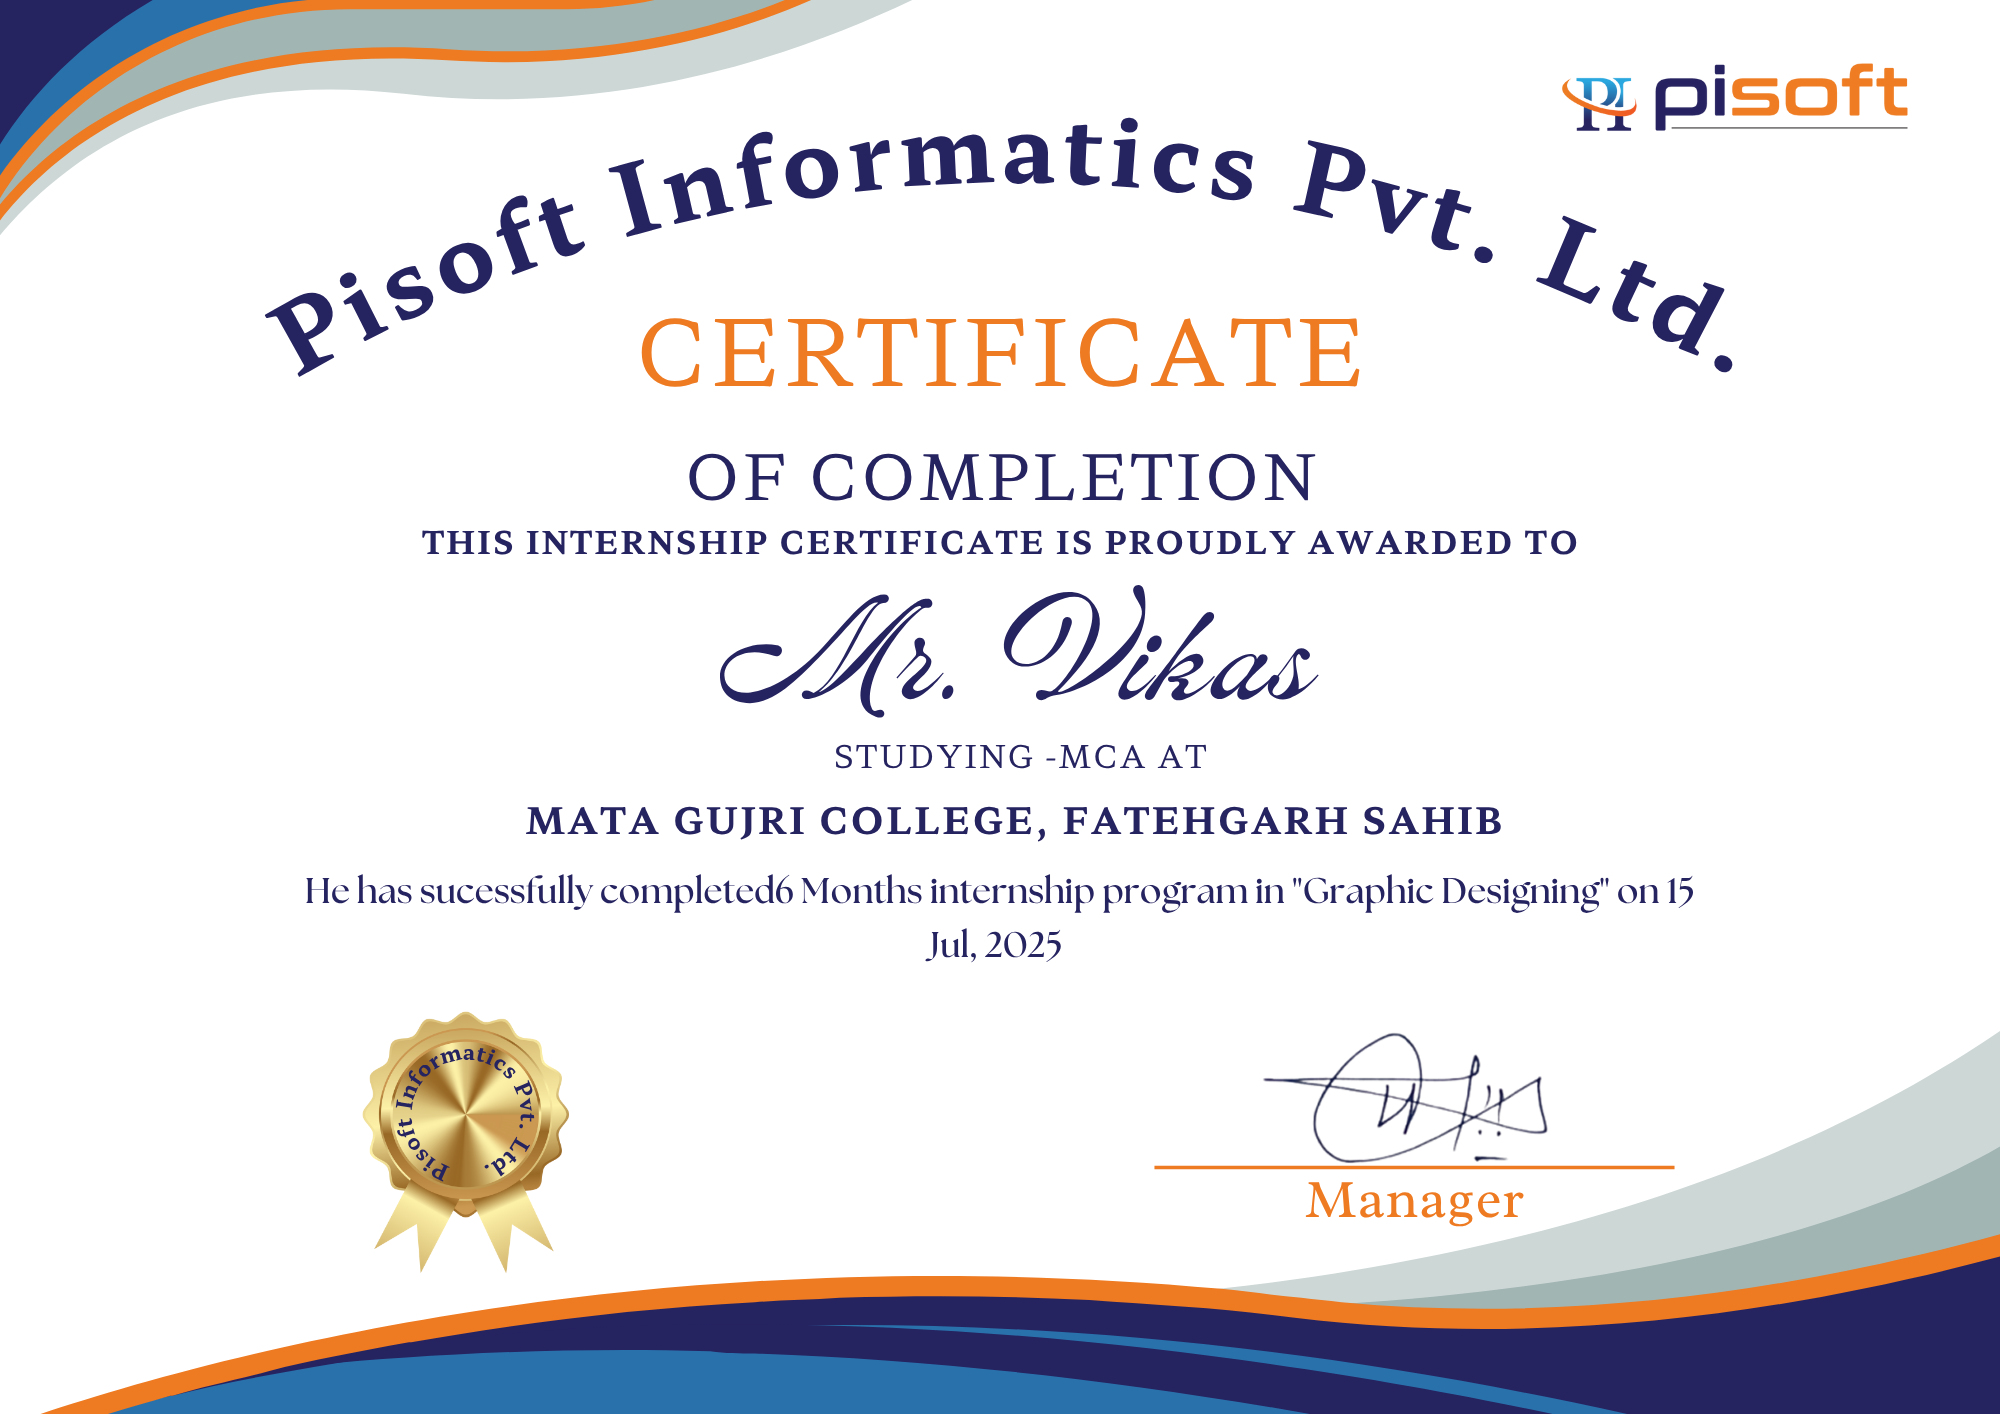 PI pisoft
Pisoft Informatics Pvt. Ltd.
CERTIFICATE
OF COMPLETION
THIS INTERNSHIP CERTIFICATE IS PROUDLY AWARDED TO
Mr. Vikas
STUDYING -MCA AT
MATA GUJRI COLLEGE, FATEHGARH SAHIB
He has sucessfully completed6 Months internship program in "Graphic Designing" on 15
Jul, 2025
Pisoft Informatics Pvt. Ltd.
Manager